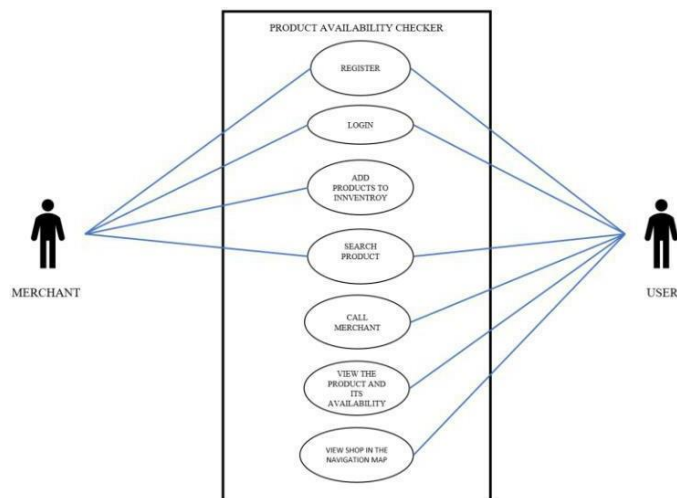 PRODUCT AVAILABILITY CHECKER
REGISTER
LOGIN
ADD
PRODUCTS TO
INNVENTROY
SEARCH
PRODUCT
MERCHANT
USER
CALL
MERCHANT
VIEW THE
PRODUCT AND
ITS
AVAILABILITY
VIEW SHOP IN THE
NAVIGATION MAP